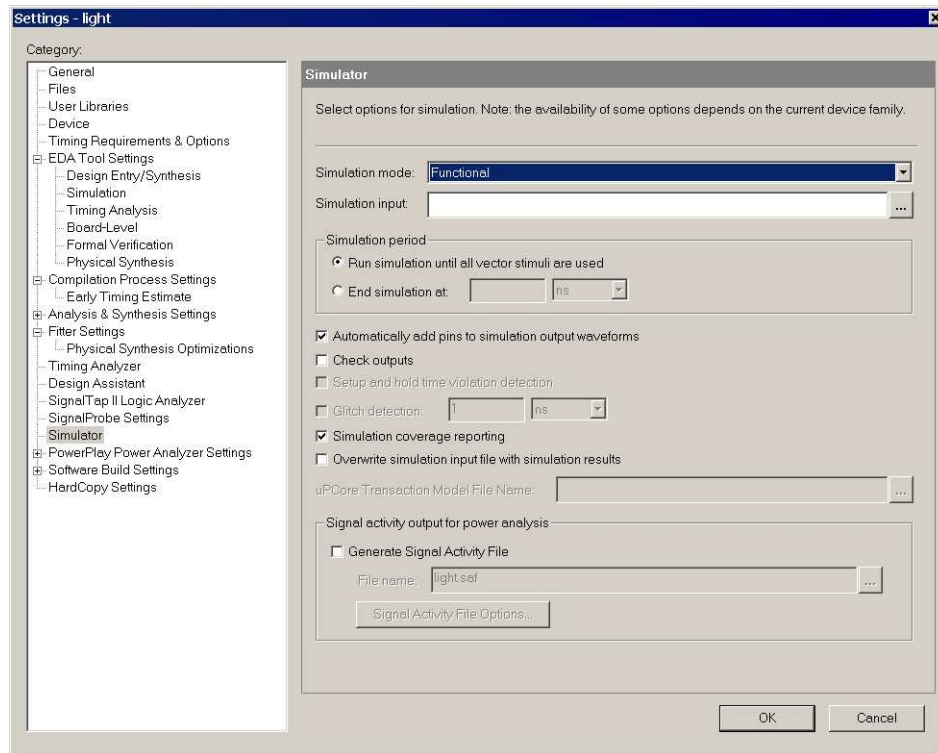 Settings - light
Category:
General
Files
User Libraries
Device
Timing Requirements & Options
EDA Tool Settings
Design Entry/Synthesis
Simulation
Timing Analysis
Board-Level
Formal Verification
Physical Synthesis
Compilation Process Settings
Early Timing Estimate
Analysis & Synthesis Settings
Fitter Settings
Physical Synthesis Optimizations
Timing Analyzer
Design Assistant
SignalTap II Logic Analyzer
SignalProbe Settings
Simulator
PowerPlay Power Analyzer Settings
Software Build Settings
HardCopy Settings
Simulator
Select options for simulation. Note: the availability of some options depends on the current device family.
Simulation mode: Functional
Simulation input: ...
Simulation period
Run simulation until all vector stimuli are used
End simulation at: ns
Automatically add pins to simulation output waveforms
Check outputs
Setup and hold time violation detection
Glitch detection: 1 ns
Simulation coverage reporting
Overwrite simulation input file with simulation results
uPCore Transaction Model File Name: ...
Signal activity output for power analysis
Generate Signal Activity File
File name: light.saf ...
Signal Activity File Options...
OK Cancel